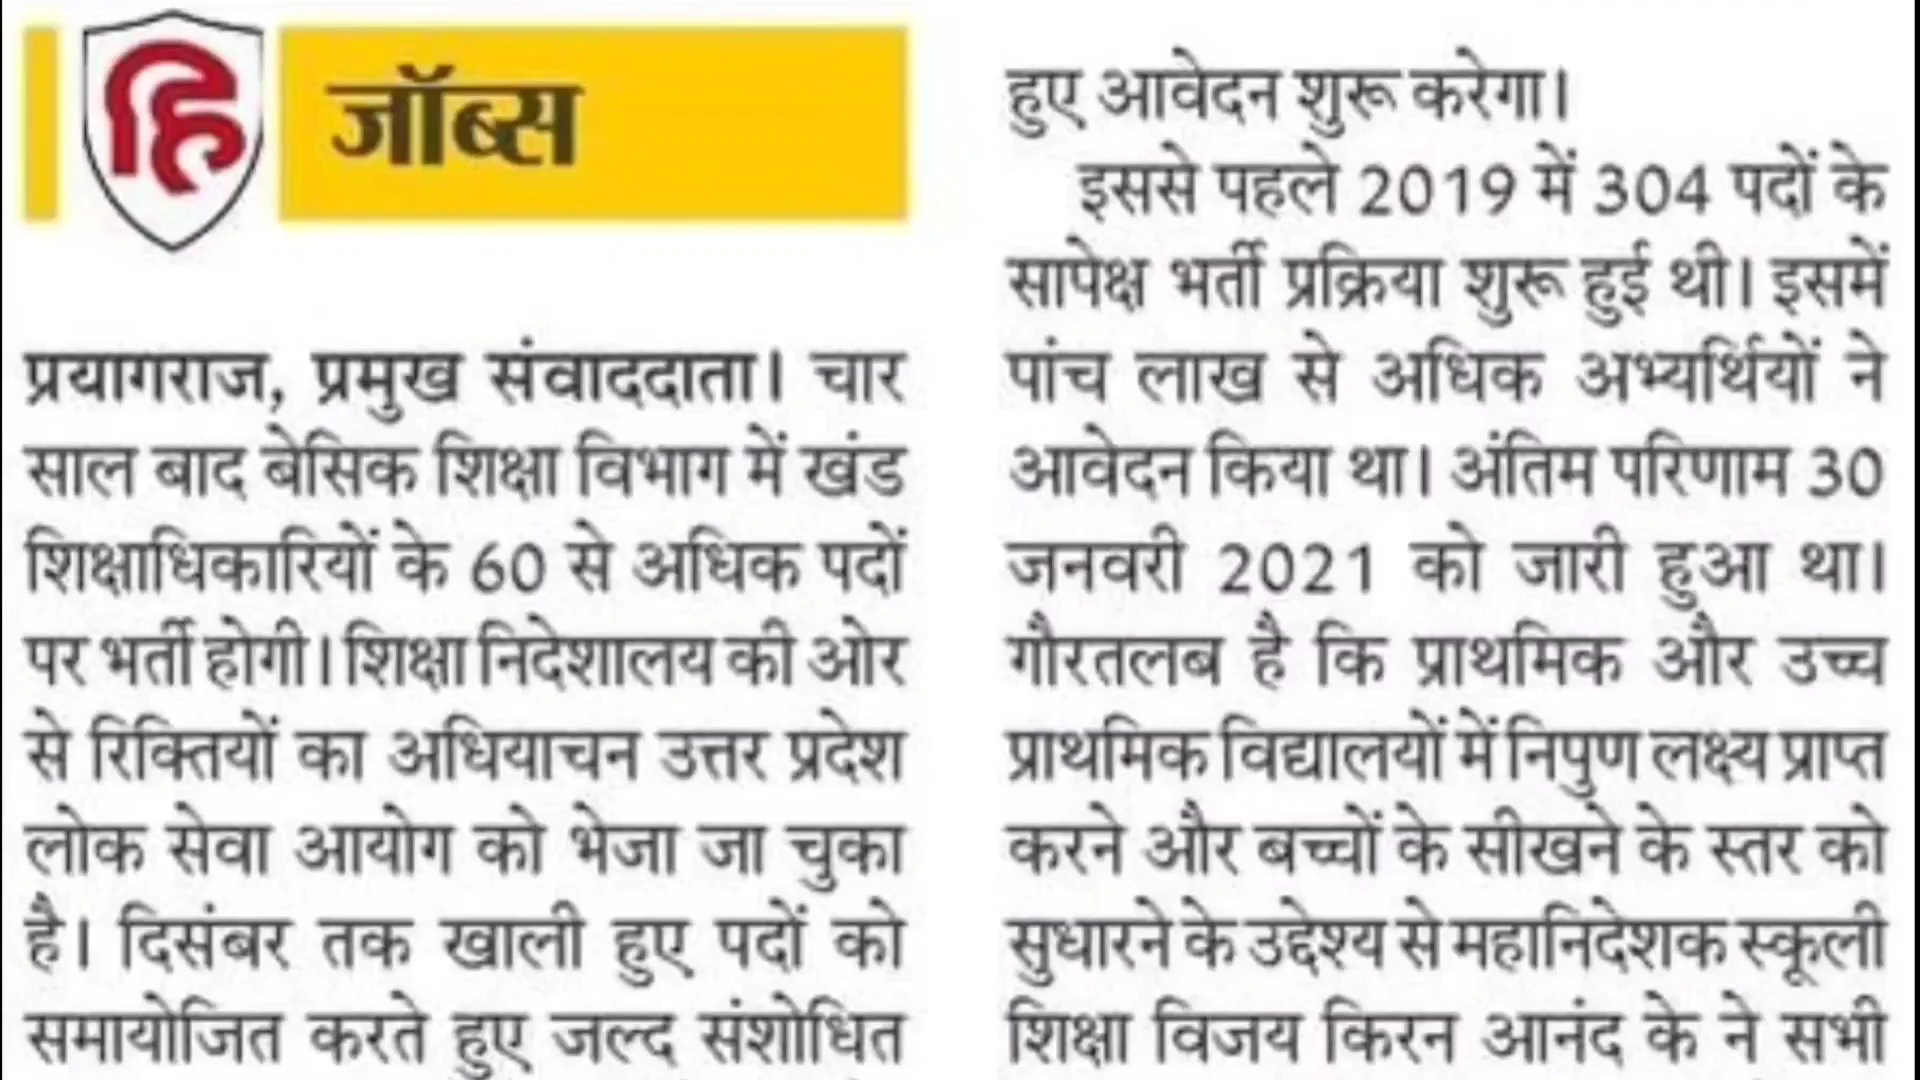 हि
जॉब्स
प्रयागराज, प्रमुख संवाददाता। चार
साल बाद बेसिक शिक्षा विभाग में खंड
शिक्षाधिकारियों के 60 से अधिक पदों
पर भर्ती होगी। शिक्षा निदेशालय की ओर
से रिक्तियों का अधियाचन उत्तर प्रदेश
लोक सेवा आयोग को भेजा जा चुका
है। दिसंबर तक खाली हुए पदों को
समायोजित करते हुए जल्द संशोधित
हुए आवेदन शुरू करेगा।
इससे पहले 2019 में 304 पदों के
सापेक्ष भर्ती प्रक्रिया शुरू हुई थी। इसमें
पांच लाख से अधिक अभ्यर्थियों ने
आवेदन किया था। अंतिम परिणाम 30
जनवरी 2021 को जारी हुआ था।
गौरतलब है कि प्राथमिक और उच्च
प्राथमिक विद्यालयों में निपुण लक्ष्य प्राप्त
करने और बच्चों के सीखने के स्तर को
सुधारने के उद्देश्य से महानिदेशक स्कूली
शिक्षा विजय किरन आनंद के ने सभी